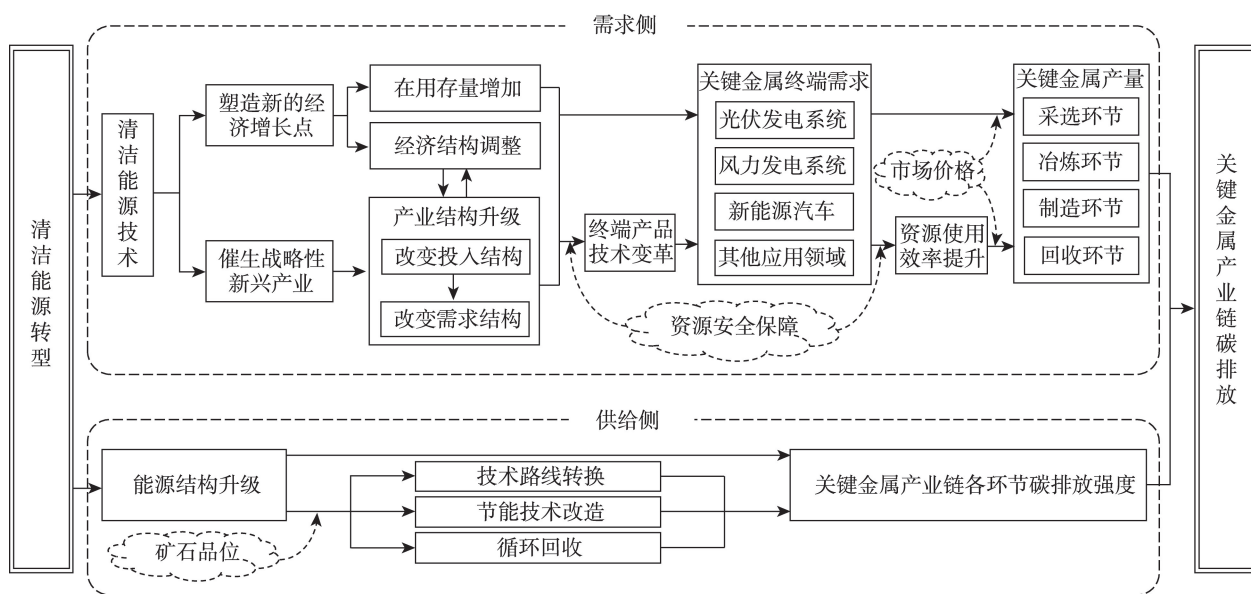 需求侧
清洁能源转型
清洁能源技术
塑造新的经
济增长点
催生战略性
新兴产业
在用存量增加
经济结构调整
产业结构升级
改变投入结构
改变需求结构
终端产品
技术变革
关键金属终端需求
光伏发电系统
风力发电系统
新能源汽车
其他应用领域
资源安全保障
市场价格
资源使用
效率提升
关键金属产量
采选环节
冶炼环节
制造环节
回收环节
关键金属产业链碳排放
供给侧
能源结构升级
矿石品位
技术路线转换
节能技术改造
循环回收
关键金属产业链各环节碳排放强度